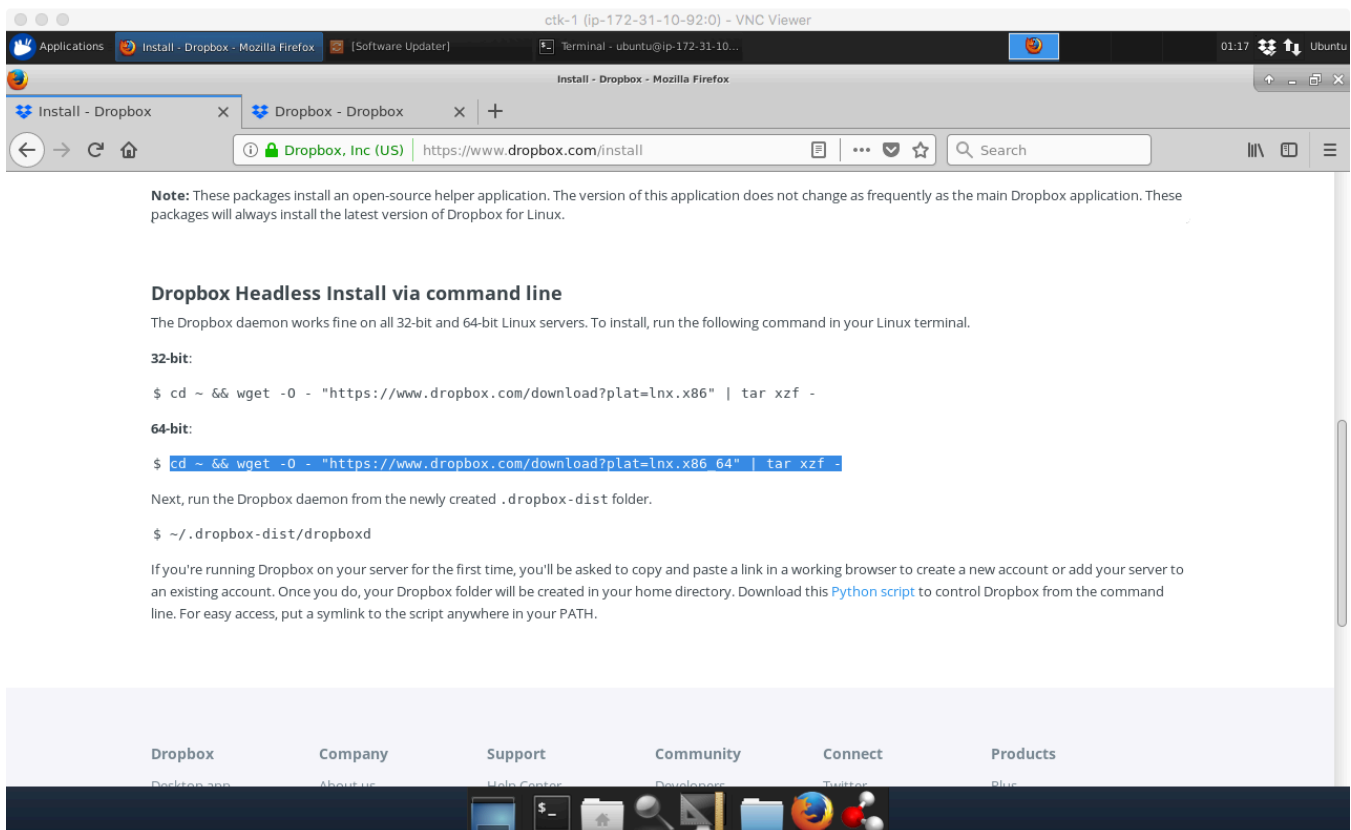 ctk-1 (ip-172-31-10-92:0) - VNC Viewer
Applications Install - Dropbox - Mozilla Firefox [Software Updater] Terminal - ubuntu@ip-172-31-10... 01:17 Ubuntu
Install - Dropbox - Mozilla Firefox
Install - Dropbox Dropbox - Dropbox
Dropbox, Inc (US) https://www.dropbox.com/install Search
Note: These packages install an open-source helper application. The version of this application does not change as frequently as the main Dropbox application. These
packages will always install the latest version of Dropbox for Linux.
Dropbox Headless Install via command line
The Dropbox daemon works fine on all 32-bit and 64-bit Linux servers. To install, run the following command in your Linux terminal.
32-bit:
$ cd ~ && wget -O - "https://www.dropbox.com/download?plat=lnx.x86" | tar xzf -
64-bit:
$ cd ~ && wget -O - "https://www.dropbox.com/download?plat=lnx.x86_64" | tar xzf -
Next, run the Dropbox daemon from the newly created .dropbox-dist folder.
$ ~/.dropbox-dist/dropboxd
If you're running Dropbox on your server for the first time, you'll be asked to copy and paste a link in a working browser to create a new account or add your server to
an existing account. Once you do, your Dropbox folder will be created in your home directory. Download this Python script to control Dropbox from the command
line. For easy access, put a symlink to the script anywhere in your PATH.
Dropbox Company Support Community Connect Products
Desktop app About us Help Center Developers Twitter Plus
$_